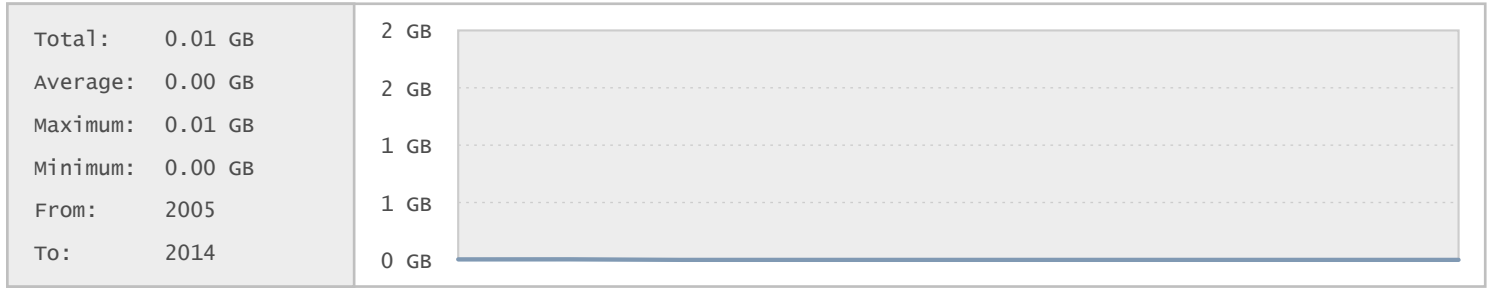 Total: 0.01 GB
Average: 0.00 GB
Maximum: 0.01 GB
Minimum: 0.00 GB
From: 2005
To: 2014
2 GB
2 GB
1 GB
1 GB
0 GB